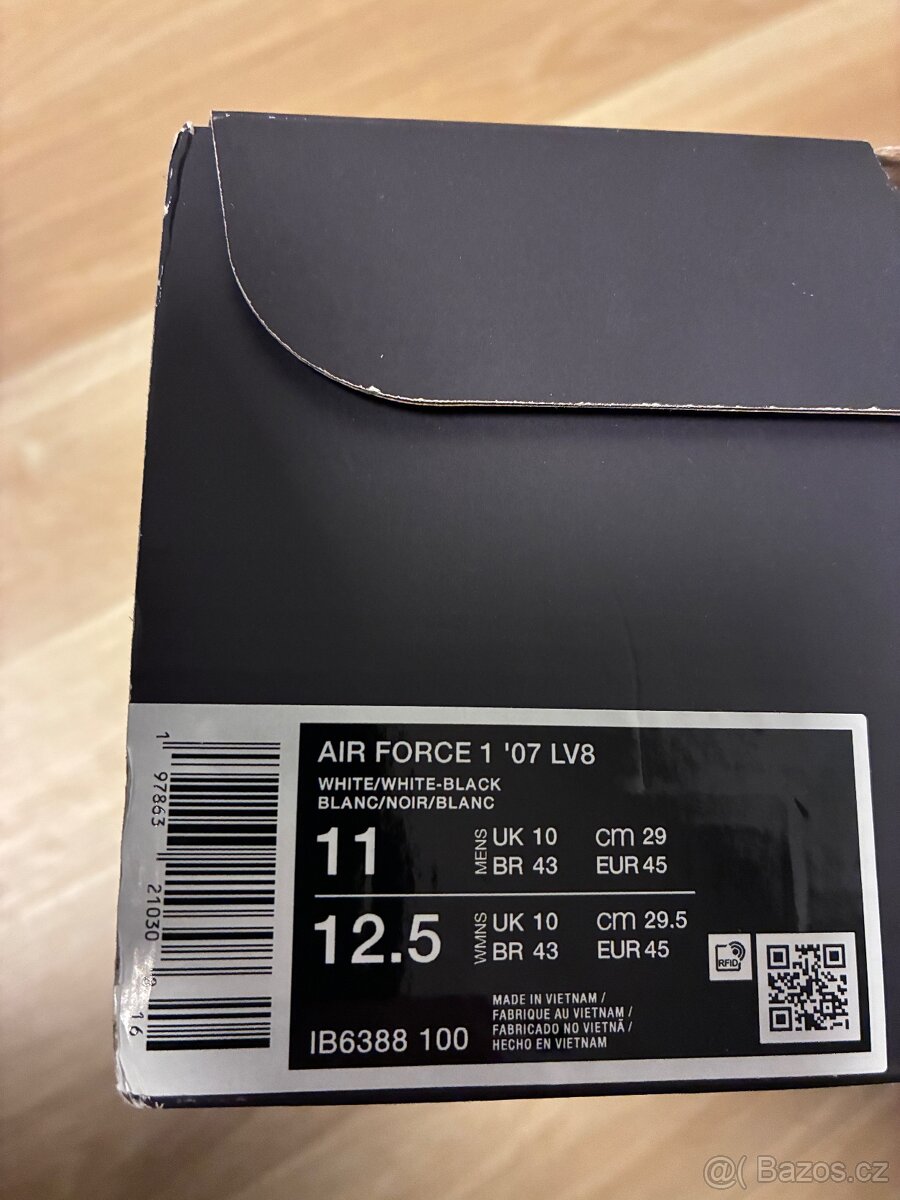 AIR FORCE 1 '07 LV8
WHITE/WHITE-BLACK
BLANC/NOIR/BLANC
11 MENS UK 10 cm 29
BR 43 EUR 45
12.5 WMNS UK 10 cm 29.5
BR 43 EUR 45
RFID
IB6388 100
MADE IN VIETNAM /
FABRIQUE AU VIETNAM /
FABRICADO NO VIETNÃ /
HECHO EN VIETNAM
1 97863 21030 16
@( Bazos.cz